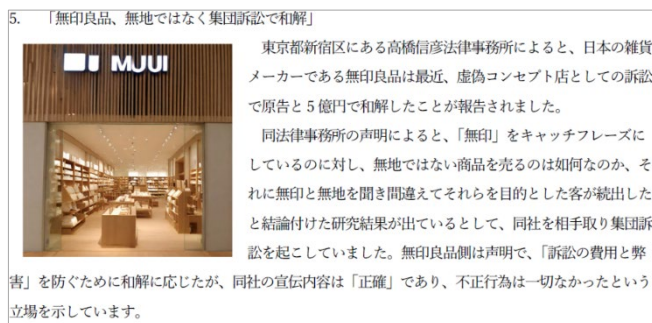 5. 「無印良品、無地ではなく集団訴訟で和解」
MUJI
東京都新宿区にある高橋信彦法律事務所によると、日本の雑貨
メーカーである無印良品は最近、虚偽コンセプト店としての訴訟
で原告と5億円で和解したことが報告されました。
同法律事務所の声明によると、「無印」をキャッチフレーズに
しているのに対し、無地ではない商品を売るのは如何なのか、そ
れに無印と無地を聞き間違えてそれらを目的とした客が続出した
と結論付けた研究結果が出ているとして、同社を相手取り集団訴
訟を起こしていました。無印良品側は声明で、「訴訟の費用と弊
害」を防ぐために和解に応じたが、同社の宣伝内容は「正確」であり、不正行為は一切なかったという
立場を示しています。